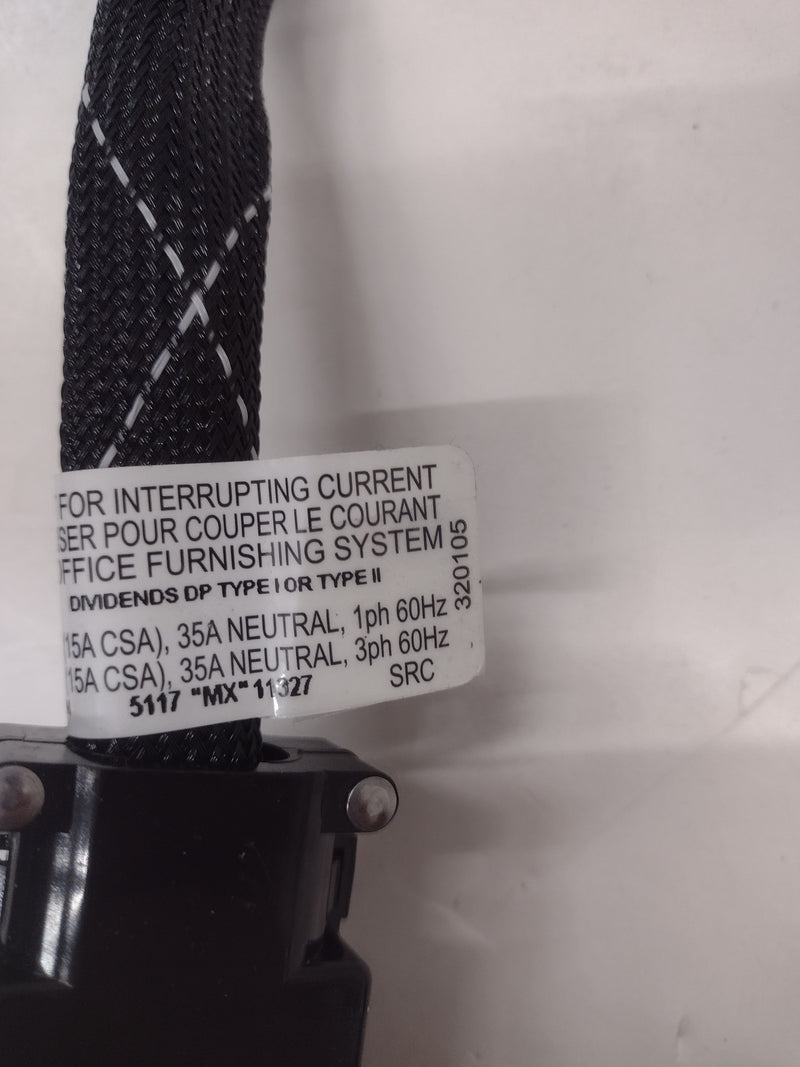 FOR INTERRUPTING CURRENT
SER POUR COUPER LE COURANT
OFFICE FURNISHING SYSTEM
DIVIDENDS DP TYPE I OR TYPE II
(15A CSA), 35A NEUTRAL, 1ph 60Hz
(15A CSA), 35A NEUTRAL, 3ph 60Hz
5117 "MX" 11327
SRC
320105